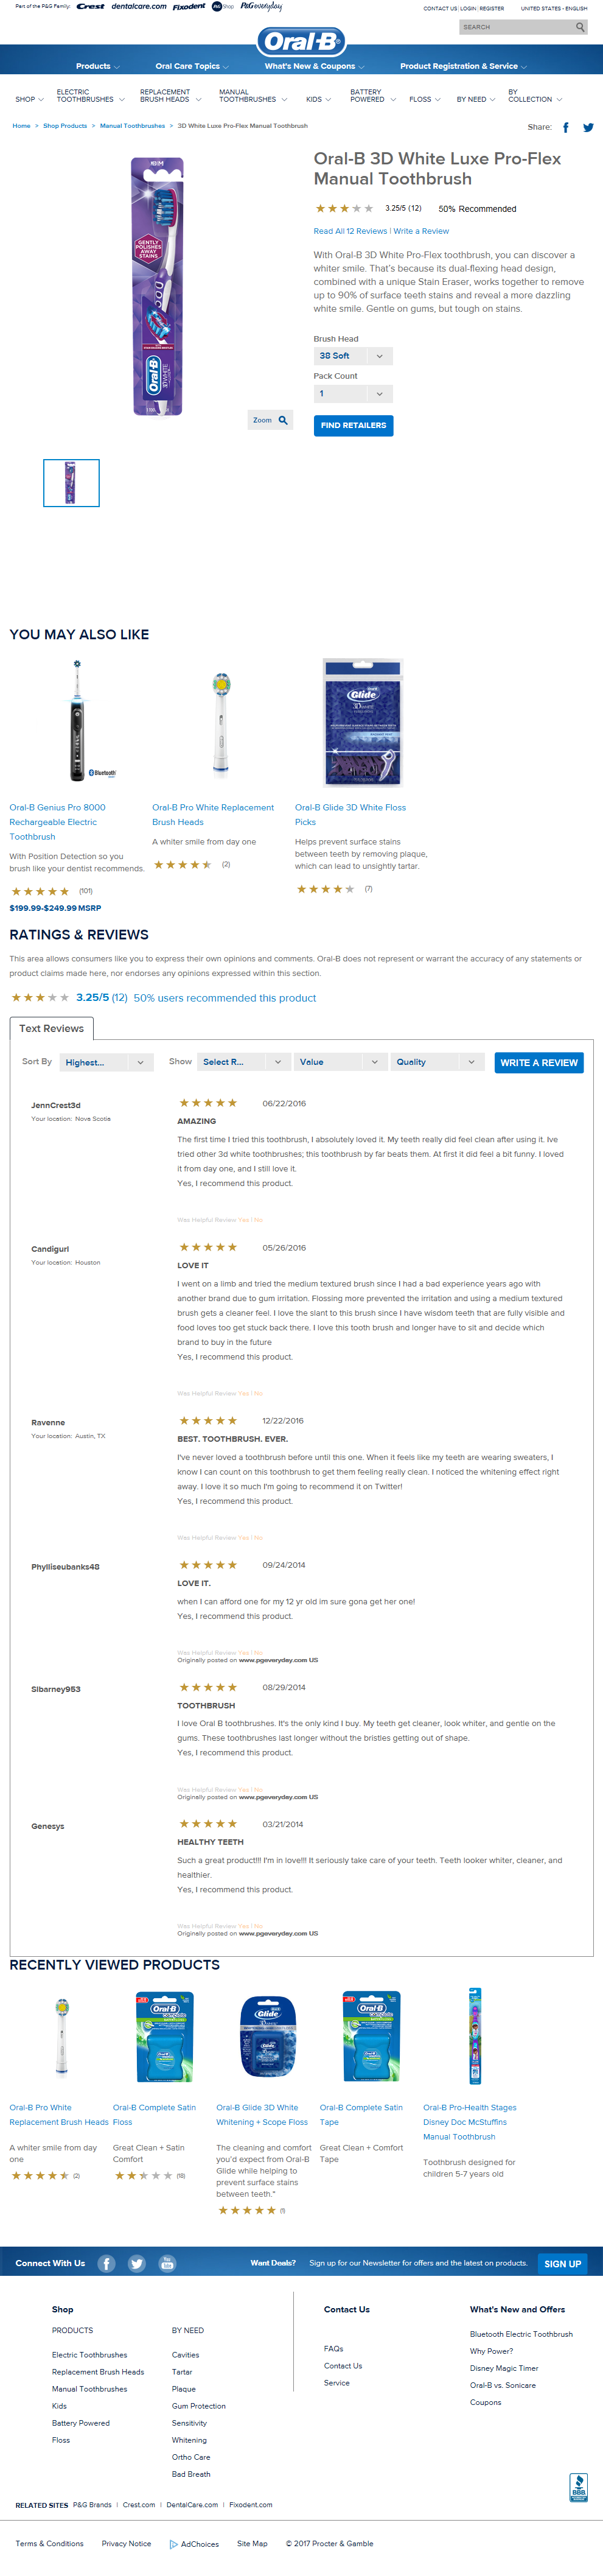 Part of the P&G Family: Crest dentalcare.com Fixodent P&G Shop P&Geveryday
CONTACT US | LOGIN | REGISTER UNITED STATES - ENGLISH
SEARCH
Oral-B
Products Oral Care Topics What's New & Coupons Product Registration & Service
SHOP ELECTRIC TOOTHBRUSHES REPLACEMENT BRUSH HEADS MANUAL TOOTHBRUSHES KIDS BATTERY POWERED FLOSS BY NEED BY COLLECTION
Home > Shop Products > Manual Toothbrushes > 3D White Luxe Pro-Flex Manual Toothbrush
Share:
Oral-B 3D White Luxe Pro-Flex
Manual Toothbrush
3.25/5 (12) 50% Recommended
Read All 12 Reviews | Write a Review
With Oral-B 3D White Pro-Flex toothbrush, you can discover a
whiter smile. That's because its dual-flexing head design,
combined with a unique Stain Eraser, works together to remove
up to 90% of surface teeth stains and reveal a more dazzling
white smile. Gentle on gums, but tough on stains.
GENTLY
POLISHES
AWAY
STAINS
Oral-B
Brush Head
38 Soft
Pack Count
1
FIND RETAILERS
Zoom
YOU MAY ALSO LIKE
Bluetooth
Glide
Oral-B Genius Pro 8000
Rechargeable Electric
Toothbrush
With Position Detection so you
brush like your dentist recommends.
(101)
$199.99-$249.99 MSRP
Oral-B Pro White Replacement
Brush Heads
A whiter smile from day one
(2)
Oral-B Glide 3D White Floss
Picks
Helps prevent surface stains
between teeth by removing plaque,
which can lead to unsightly tartar.
(7)
RATINGS & REVIEWS
This area allows consumers like you to express their own opinions and comments. Oral-B does not represent or warrant the accuracy of any statements or
product claims made here, nor endorses any opinions expressed within this section.
3.25/5 (12) 50% users recommended this product
Text Reviews
Sort By Highest... Show Select R... Value Quality WRITE A REVIEW
JennCrest3d
Your location: Nova Scotia
06/22/2016
AMAZING
The first time I tried this toothbrush, I absolutely loved it. My teeth really did feel clean after using it. Ive
tried other 3d white toothbrushes; this toothbrush by far beats them. At first it did feel a bit funny. I loved
it from day one, and I still love it.
Yes, I recommend this product.
Was Helpful Review Yes | No
Candigurl
Your location: Houston
05/26/2016
LOVE IT
I went on a limb and tried the medium textured brush since I had a bad experience years ago with
another brand due to gum irritation. Flossing more prevented the irritation and using a medium textured
brush gets a cleaner feel. I love the slant to this brush since I have wisdom teeth that are fully visible and
food loves too get stuck back there. I love this tooth brush and longer have to sit and decide which
brand to buy in the future
Yes, I recommend this product.
Was Helpful Review Yes | No
Ravenne
Your location: Austin, TX
12/22/2016
BEST. TOOTHBRUSH. EVER.
I've never loved a toothbrush before until this one. When it feels like my teeth are wearing sweaters, I
know I can count on this toothbrush to get them feeling really clean. I noticed the whitening effect right
away. I love it so much I'm going to recommend it on Twitter!
Yes, I recommend this product.
Was Helpful Review Yes | No
Phylliseubanks48
09/24/2014
LOVE IT.
when I can afford one for my 12 yr old im sure gona get her one!
Yes, I recommend this product.
Was Helpful Review Yes | No
Originally posted on www.pgeveryday.com US
Slbarney953
08/29/2014
TOOTHBRUSH
I love Oral B toothbrushes. It's the only kind I buy. My teeth get cleaner, look whiter, and gentle on the
gums. These toothbrushes last longer without the bristles getting out of shape.
Yes, I recommend this product.
Was Helpful Review Yes | No
Originally posted on www.pgeveryday.com US
Genesys
03/21/2014
HEALTHY TEETH
Such a great product!!! I'm in love!!! It seriously take care of your teeth. Teeth looker whiter, cleaner, and
healthier.
Yes, I recommend this product.
Was Helpful Review Yes | No
Originally posted on www.pgeveryday.com US
RECENTLY VIEWED PRODUCTS
Oral-B
Glide
Oral-B
Oral-B Pro White
Replacement Brush Heads
A whiter smile from day
one
(2)
Oral-B Complete Satin
Floss
Great Clean + Satin
Comfort
(18)
Oral-B Glide 3D White
Whitening + Scope Floss
The cleaning and comfort
you'd expect from Oral-B
Glide while helping to
prevent surface stains
between teeth."
(1)
Oral-B Complete Satin
Tape
Great Clean + Comfort
Tape
Oral-B Pro-Health Stages
Disney Doc McStuffins
Manual Toothbrush
Toothbrush designed for
children 5-7 years old
Connect With Us You Tube Want Deals? Sign up for our Newsletter for offers and the latest on products. SIGN UP
Shop
PRODUCTS
Electric Toothbrushes
Replacement Brush Heads
Manual Toothbrushes
Kids
Battery Powered
Floss
BY NEED
Cavities
Tartar
Plaque
Gum Protection
Sensitivity
Whitening
Ortho Care
Bad Breath
Contact Us
FAQs
Contact Us
Service
What's New and Offers
Bluetooth Electric Toothbrush
Why Power?
Disney Magic Timer
Oral-B vs. Sonicare
Coupons
BBB
RELATED SITES P&G Brands | Crest.com | DentalCare.com | Fixodent.com
Terms & Conditions Privacy Notice AdChoices Site Map © 2017 Procter & Gamble